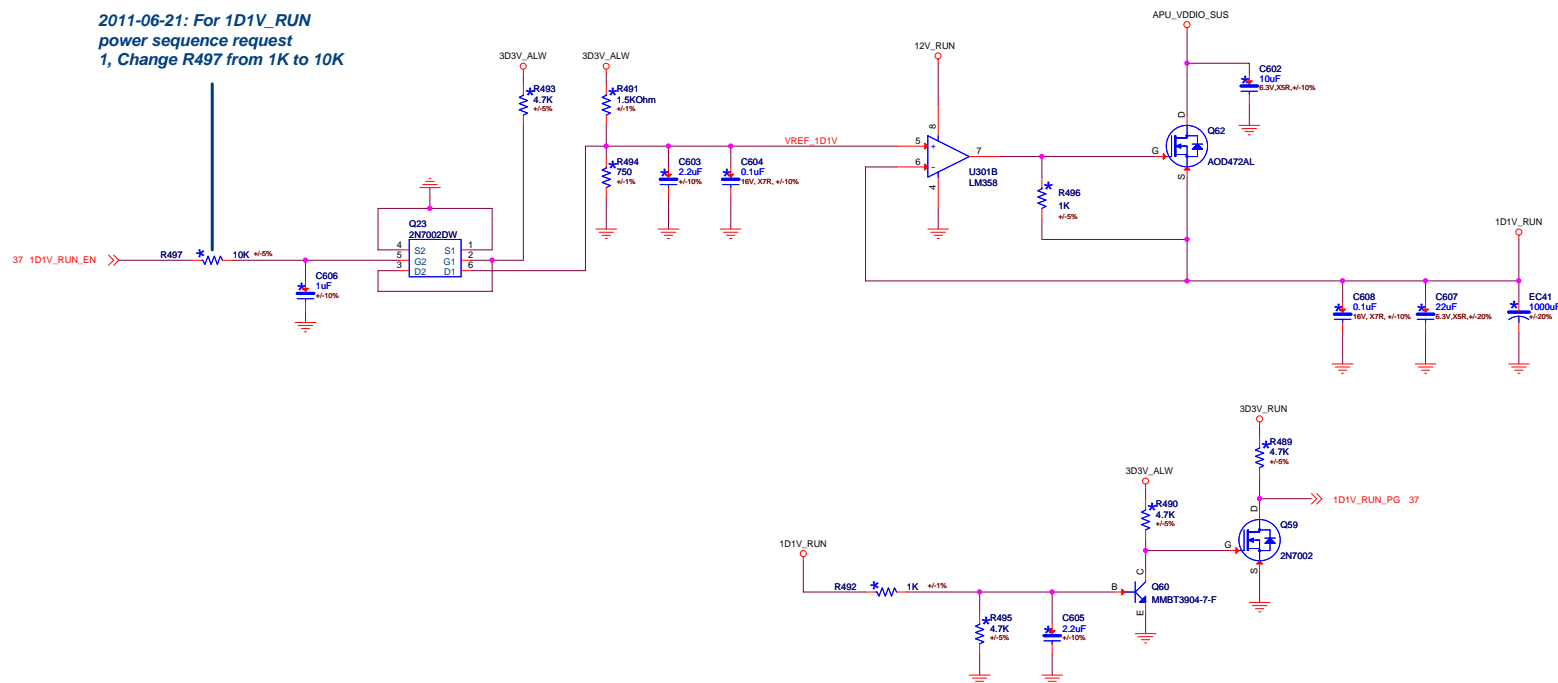 2011-06-21: For 1D1V_RUN
power sequence request
1, Change R497 from 1K to 10K
APU_VDDIO_SUS
12V_RUN
3D3V_ALW
3D3V_ALW
C602
10uF
6.3V,X5R,+/-10%
*R493
4.7K
+/-5%
*R491
1.5KOhm
+/-1%
D
Q62
G
AOD472AL
S
8
VREF_1D1V
5
+
6
-
7
4
U301B
LM358
*R494
750
+/-1%
C603
2.2uF
+/-10%
C604
0.1uF
16V, X7R, +/-10%
R496
1K
+/-5%
1D1V_RUN
Q23
2N7002DW
4 S2 S1 1
5 G2 G1 2
3 D2 D1 6
37 1D1V_RUN_EN
R497 * 10K +/-5%
C606
1uF
+/-10%
C608
0.1uF
16V, X7R, +/-10%
C607
22uF
6.3V,X5R,+/-20%
EC41
1000uF
+/-20%
3D3V_RUN
*R489
4.7K
+/-5%
3D3V_ALW
1D1V_RUN_PG 37
*R490
4.7K
+/-5%
D
Q59
G
2N7002
S
1D1V_RUN
R492 * 1K +/-1%
C
B
Q60
MMBT3904-7-F
E
*R495
4.7K
+/-5%
C605
2.2uF
+/-10%